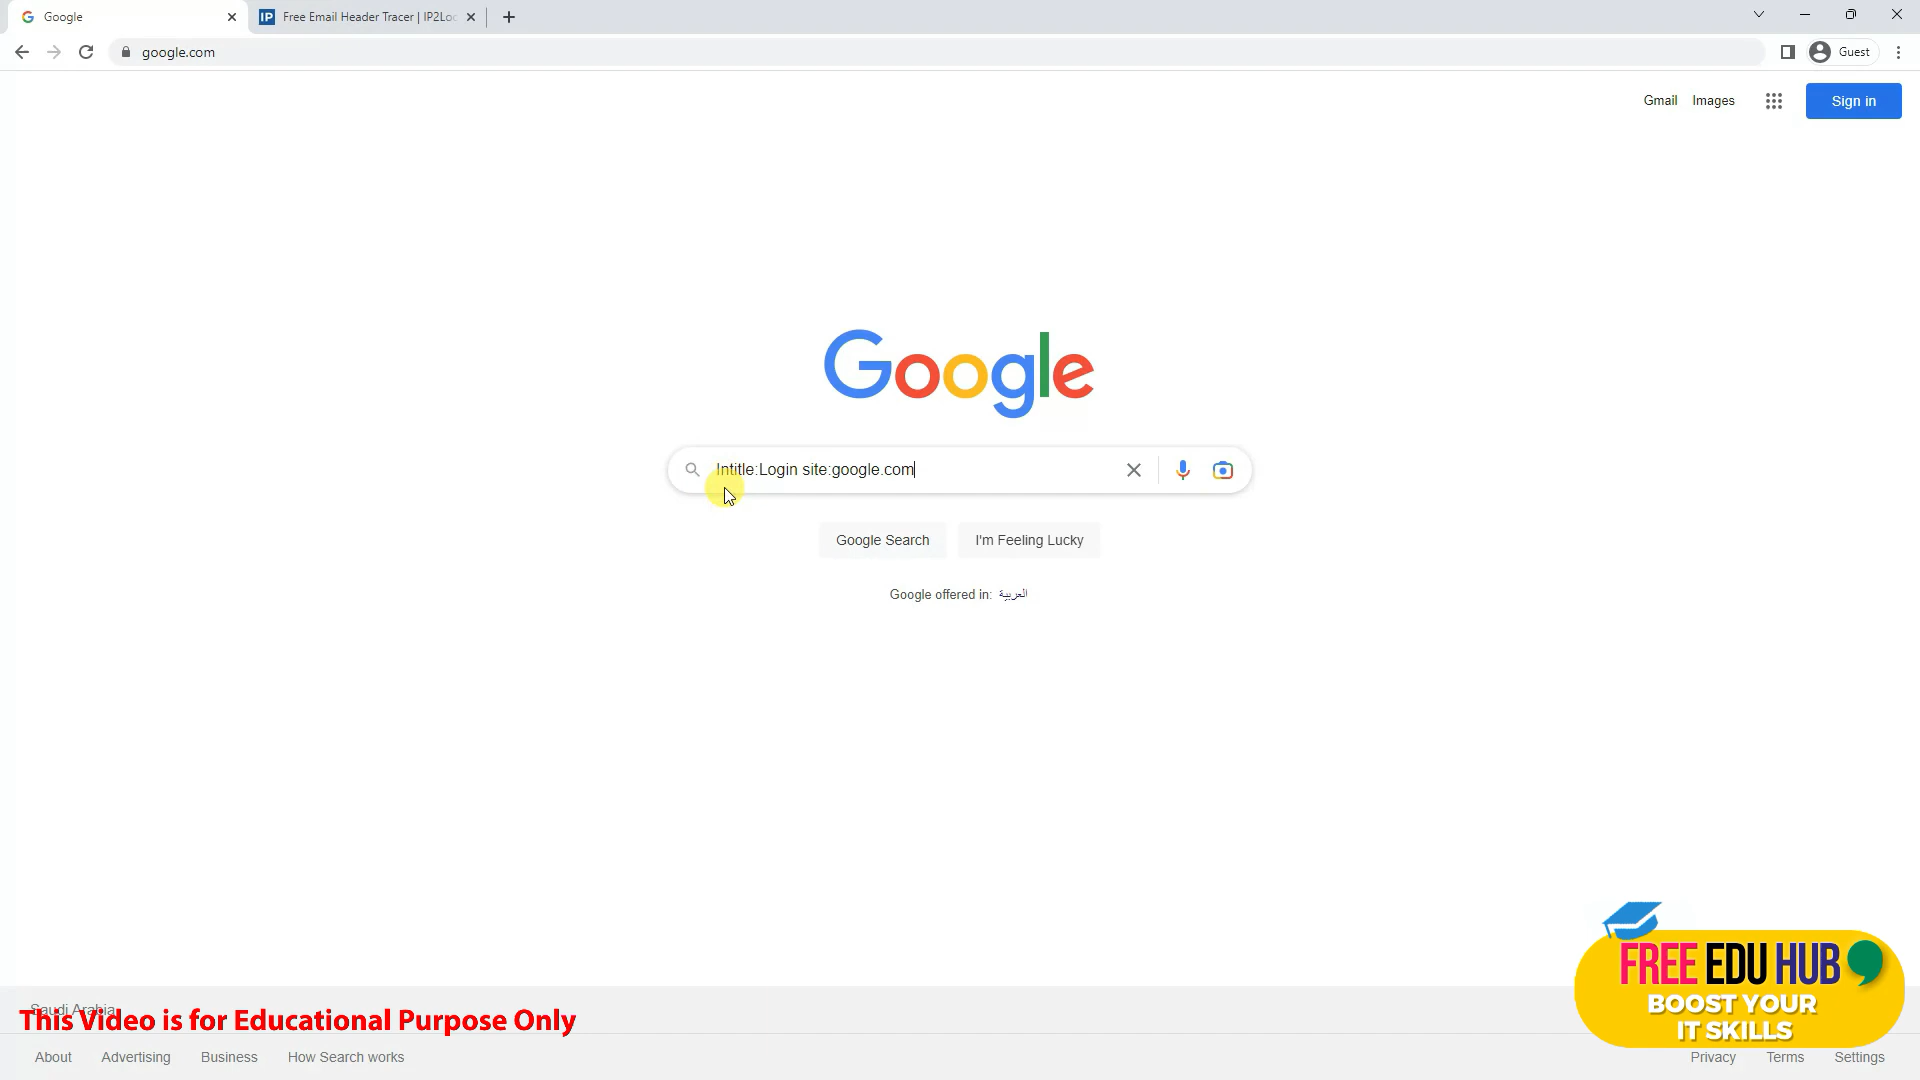 Google
Free Email Header Tracer | IP2Loc
google.com
Guest
Gmail Images
Sign in
Google
Intitle:Login site:google.com
Google Search
I'm Feeling Lucky
Google offered in: العربية
Saudi Arabia
This Video is for Educational Purpose Only
FREE EDU HUB
BOOST YOUR
IT SKILLS
About Advertising Business How Search works
Privacy Terms Settings